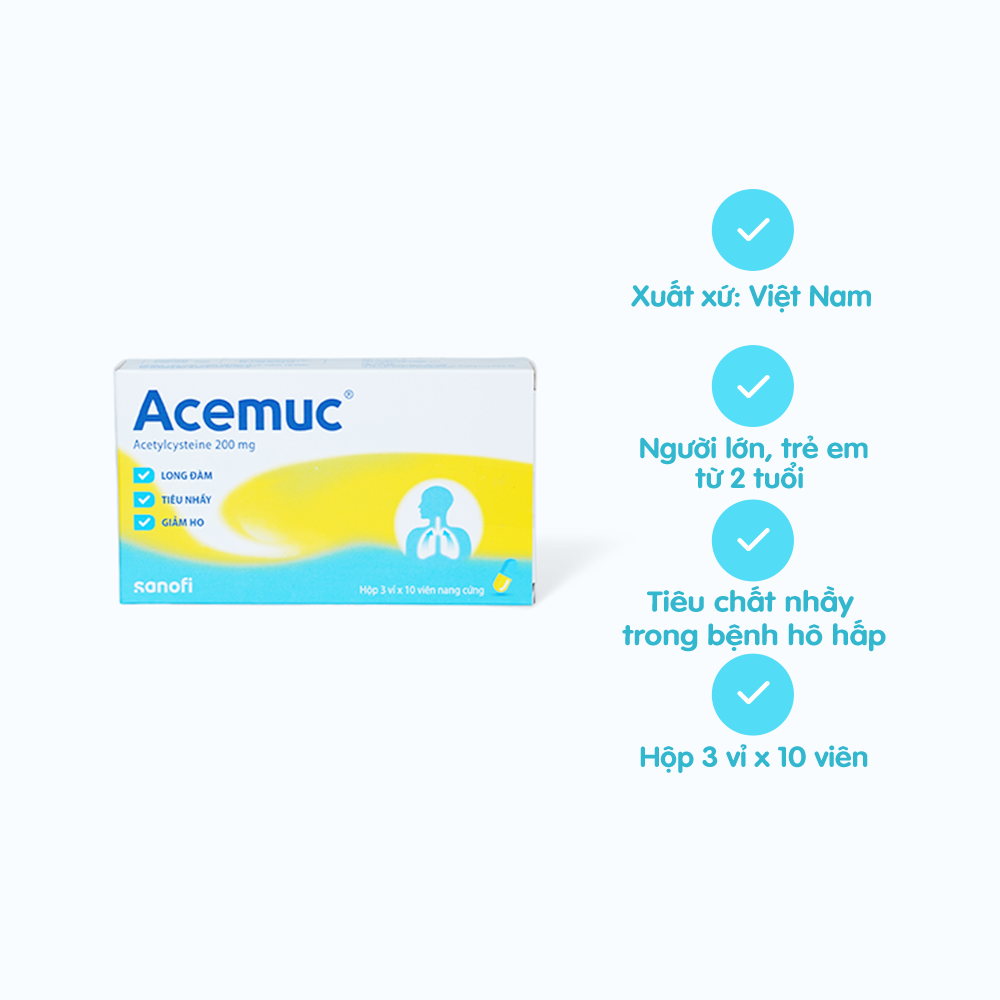 Acemuc®
Acetylcysteine 200 mg
LONG ĐÀM
TIÊU NHÀY
GIẢM HO
sanofi
Hộp 3 vỉ x 10 viên nang cứng
Xuất xứ: Việt Nam
Người lớn, trẻ em
từ 2 tuổi
Tiêu chất nhầy
trong bệnh hô hấp
Hộp 3 vỉ x 10 viên